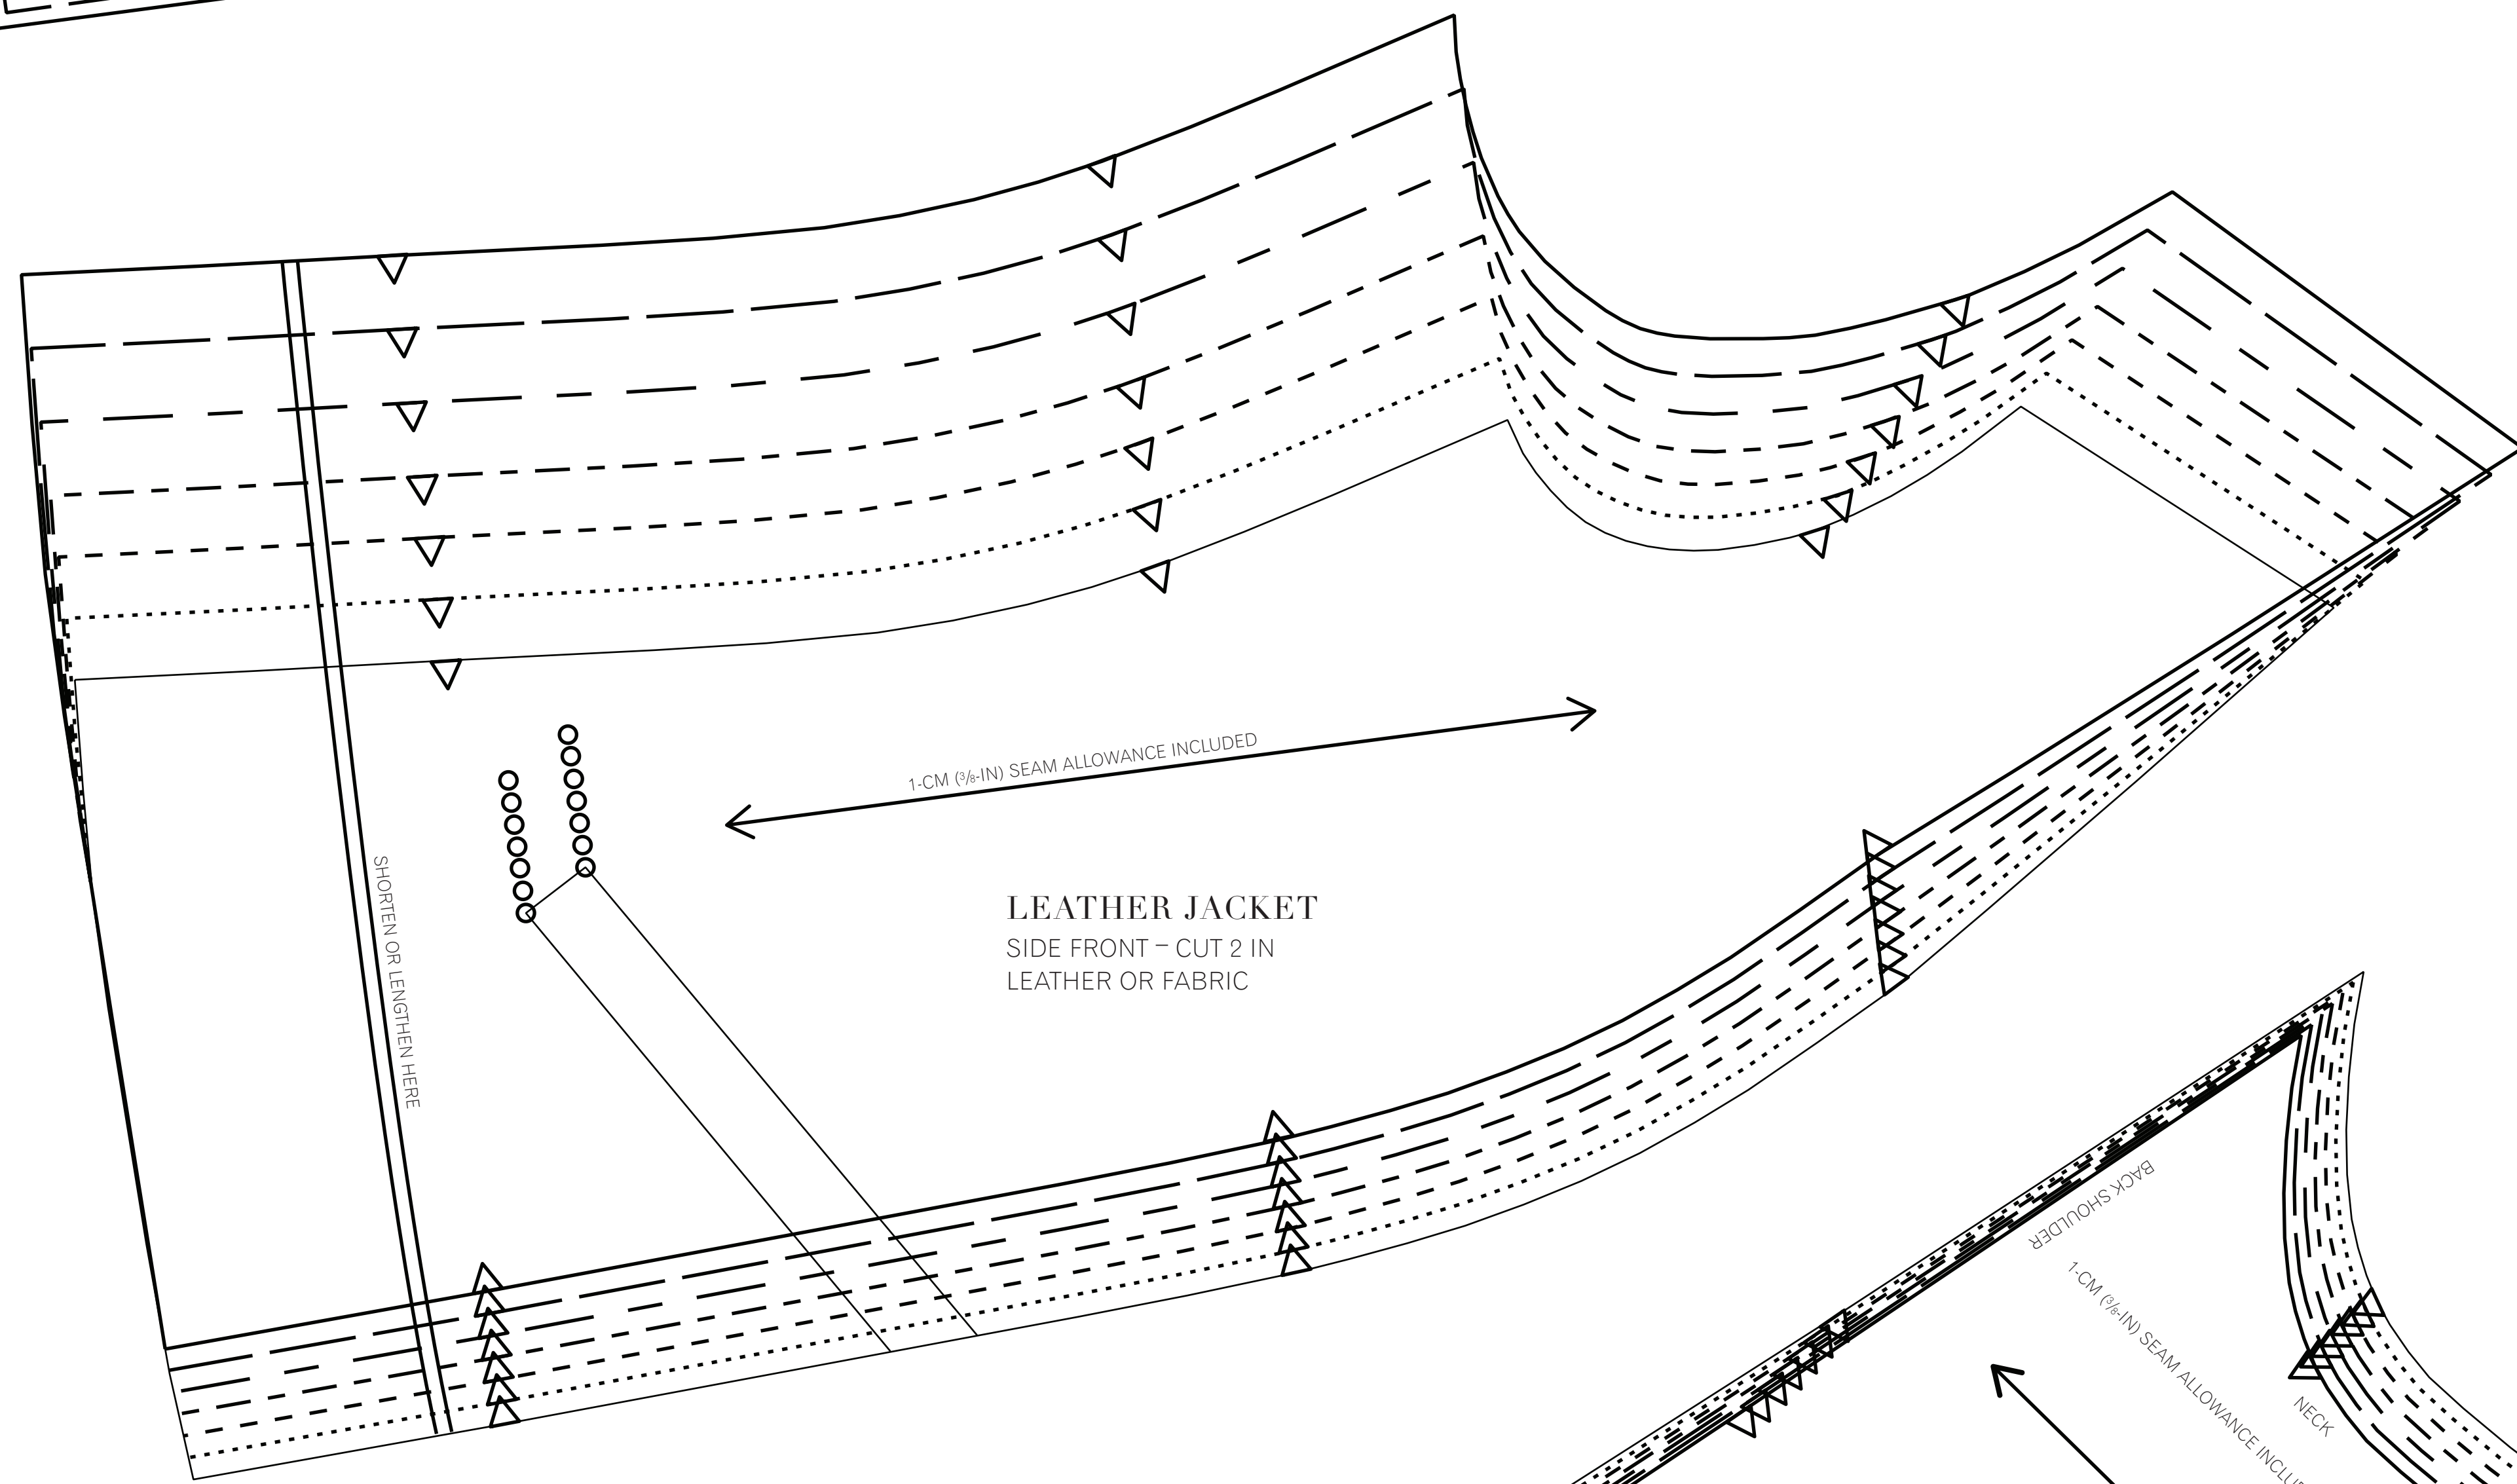 1-CM (3/8-IN) SEAM ALLOWANCE INCLUDED
SHORTEN OR LENGTHEN HERE
LEATHER JACKET
SIDE FRONT – CUT 2 IN
LEATHER OR FABRIC
BACK SHOULDER
1-CM (3/8-IN) SEAM ALLOWANCE
NECK